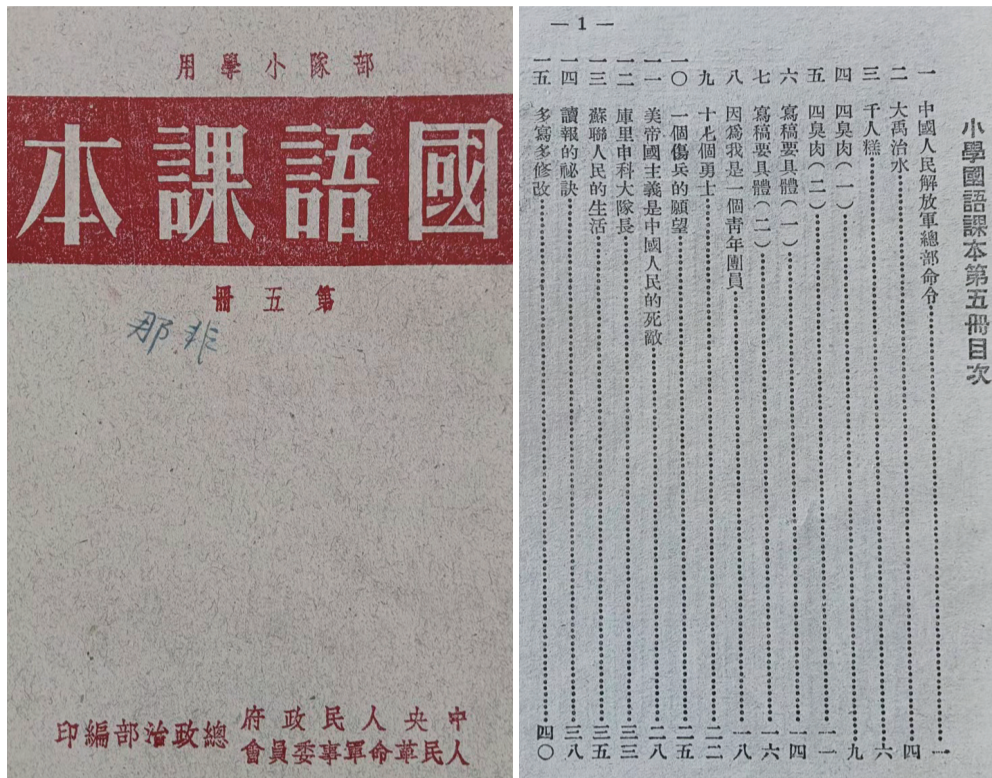 部隊小學用
國語課本
第五冊
那非
中央人民政府
人民革命軍事委員會
總政治部編印
— 1 —
小學國語課本第五冊目次
一 中國人民解放軍總部命令 一
二 大禹治水 四
三 千人糕 六
四 四臭肉（一） 九
五 四臭肉（二） 一一
六 寫稿要具體（一） 一四
七 寫稿要具體（二） 一六
八 因爲我是一個靑年團員 一八
九 十九個勇士 二二
一〇 一個傷兵的願望 二五
一一 美帝國主義是中國人民的死敵 二八
一二 庫里申科大隊長 三三
一三 蘇聯人民的生活 三五
一四 讀報的祕訣 三八
一五 多寫多修改 四〇